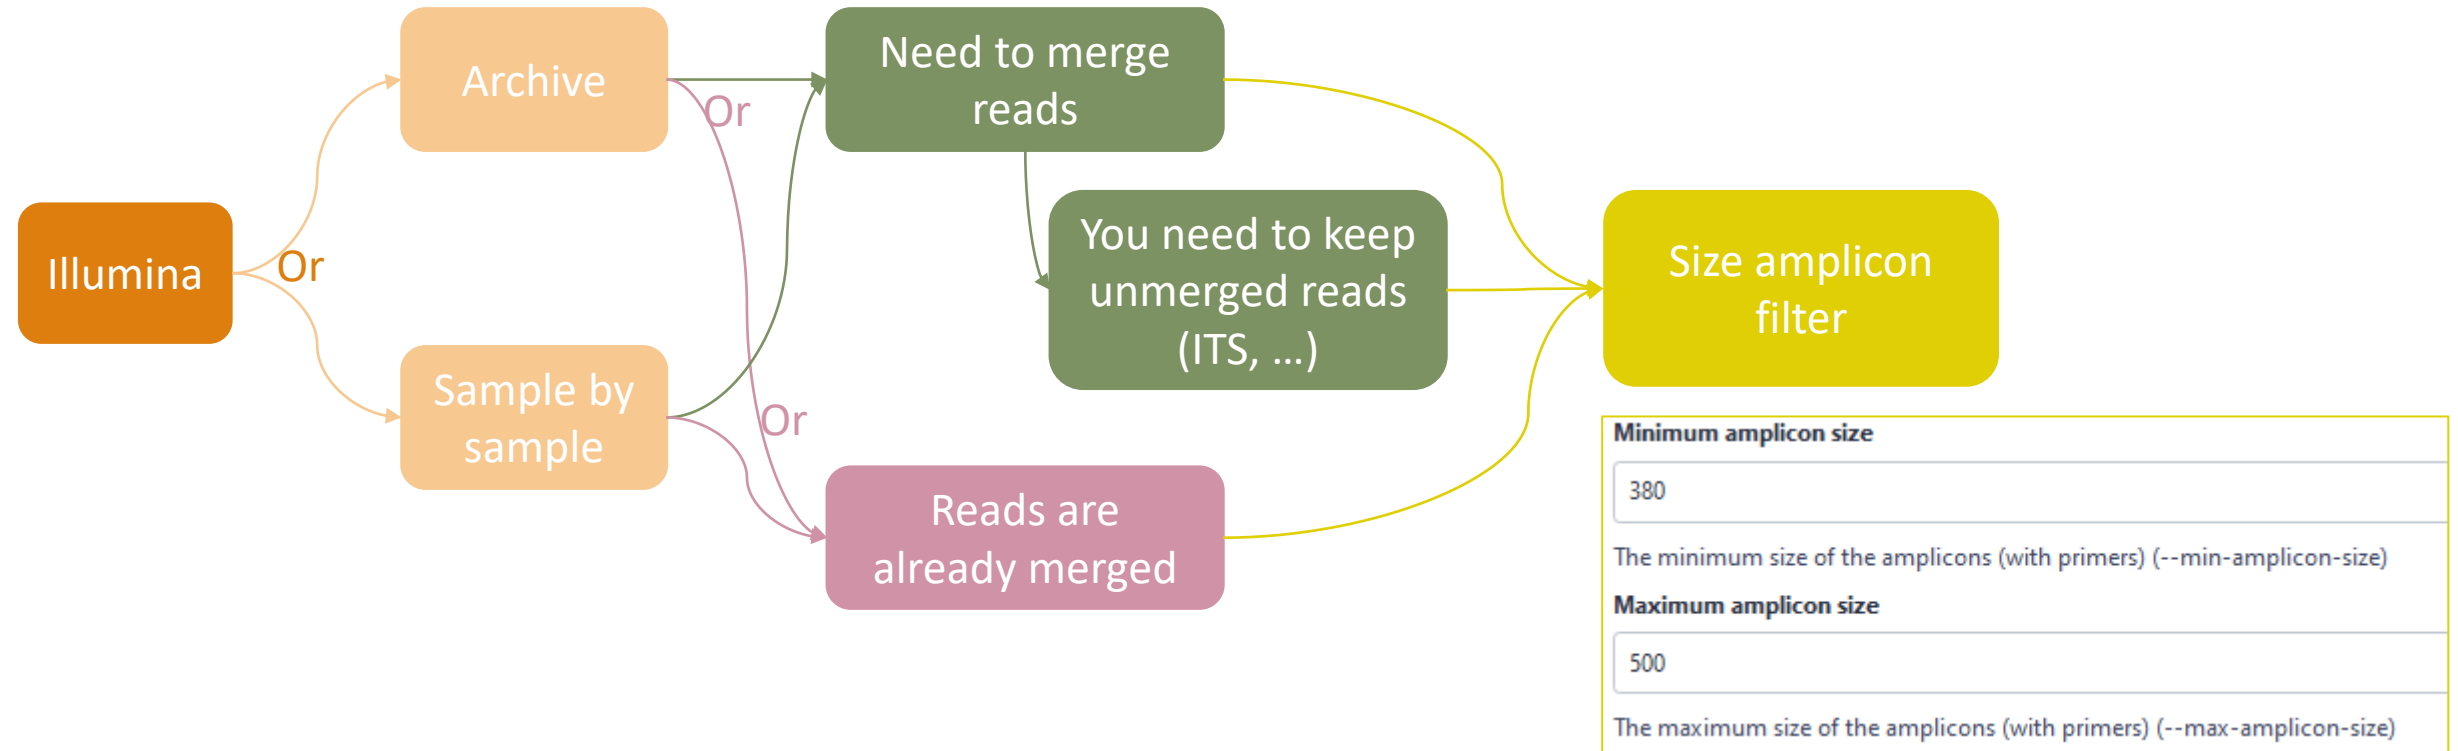 Illumina
Or
Archive
Sample by
sample
Or
Or
Need to merge
reads
You need to keep
unmerged reads
(ITS, ...)
Reads are
already merged
Size amplicon
filter
Minimum amplicon size
380
The minimum size of the amplicons (with primers) (--min-amplicon-size)
Maximum amplicon size
500
The maximum size of the amplicons (with primers) (--max-amplicon-size)